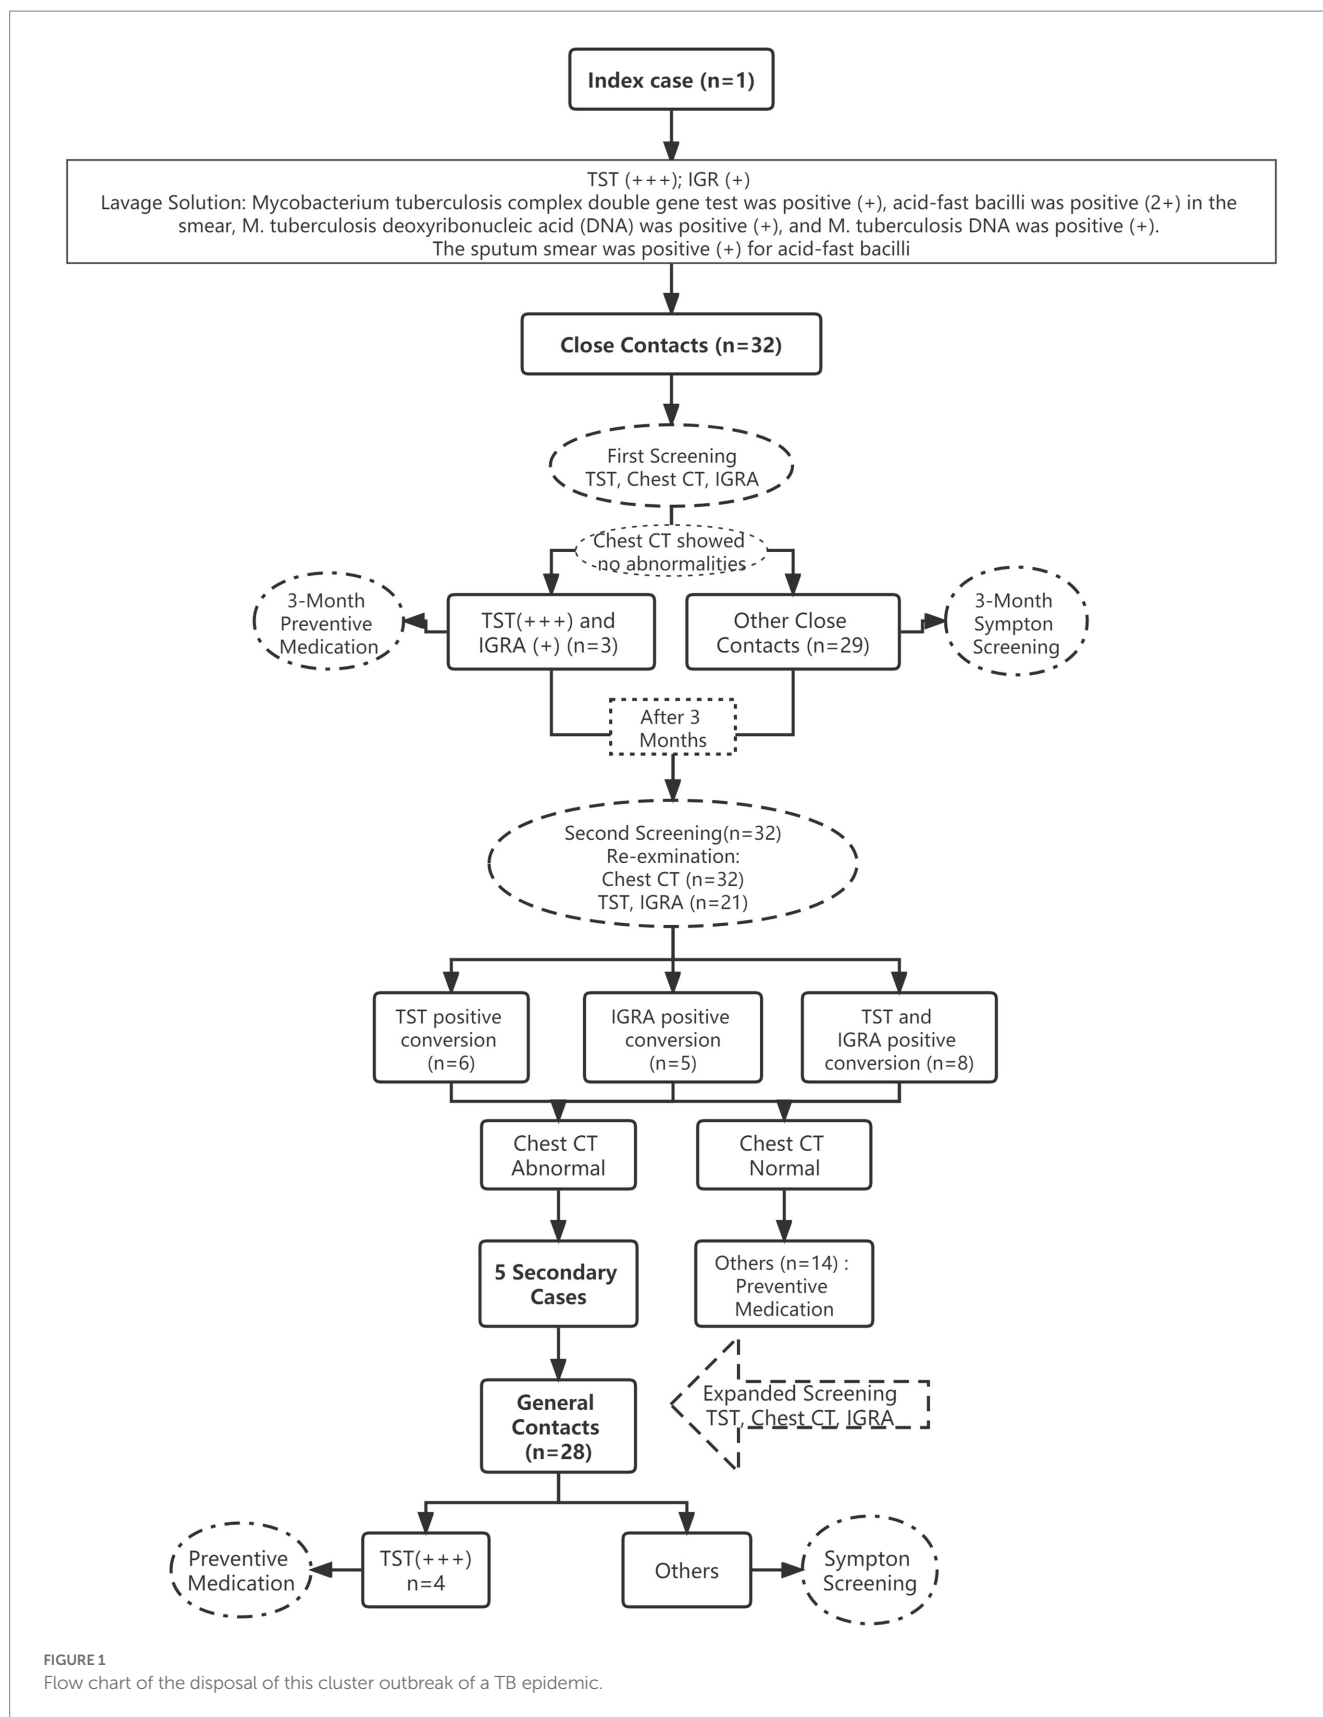 Index case (n=1)
TST (+++); IGR (+)
Lavage Solution: Mycobacterium tuberculosis complex double gene test was positive (+), acid-fast bacilli was positive (2+) in the
smear, M. tuberculosis deoxyribonucleic acid (DNA) was positive (+), and M. tuberculosis DNA was positive (+).
The sputum smear was positive (+) for acid-fast bacilli
Close Contacts (n=32)
First Screening
TST, Chest CT, IGRA
Chest CT showed
no abnormalities
3-Month
Preventive
Medication
TST(+++) and
IGRA (+) (n=3)
Other Close
Contacts (n=29)
3-Month
Sympton
Screening
After 3
Months
Second Screening(n=32)
Re-exmination:
Chest CT (n=32)
TST, IGRA (n=21)
TST positive
conversion
(n=6)
IGRA positive
conversion
(n=5)
TST and
IGRA positive
conversion (n=8)
Chest CT
Abnormal
Chest CT
Normal
5 Secondary
Cases
Others (n=14) :
Preventive
Medication
General
Contacts
(n=28)
Expanded Screening
TST, Chest CT, IGRA
Preventive
Medication
TST(+++)
n=4
Others
Sympton
Screening
FIGURE 1
Flow chart of the disposal of this cluster outbreak of a TB epidemic.